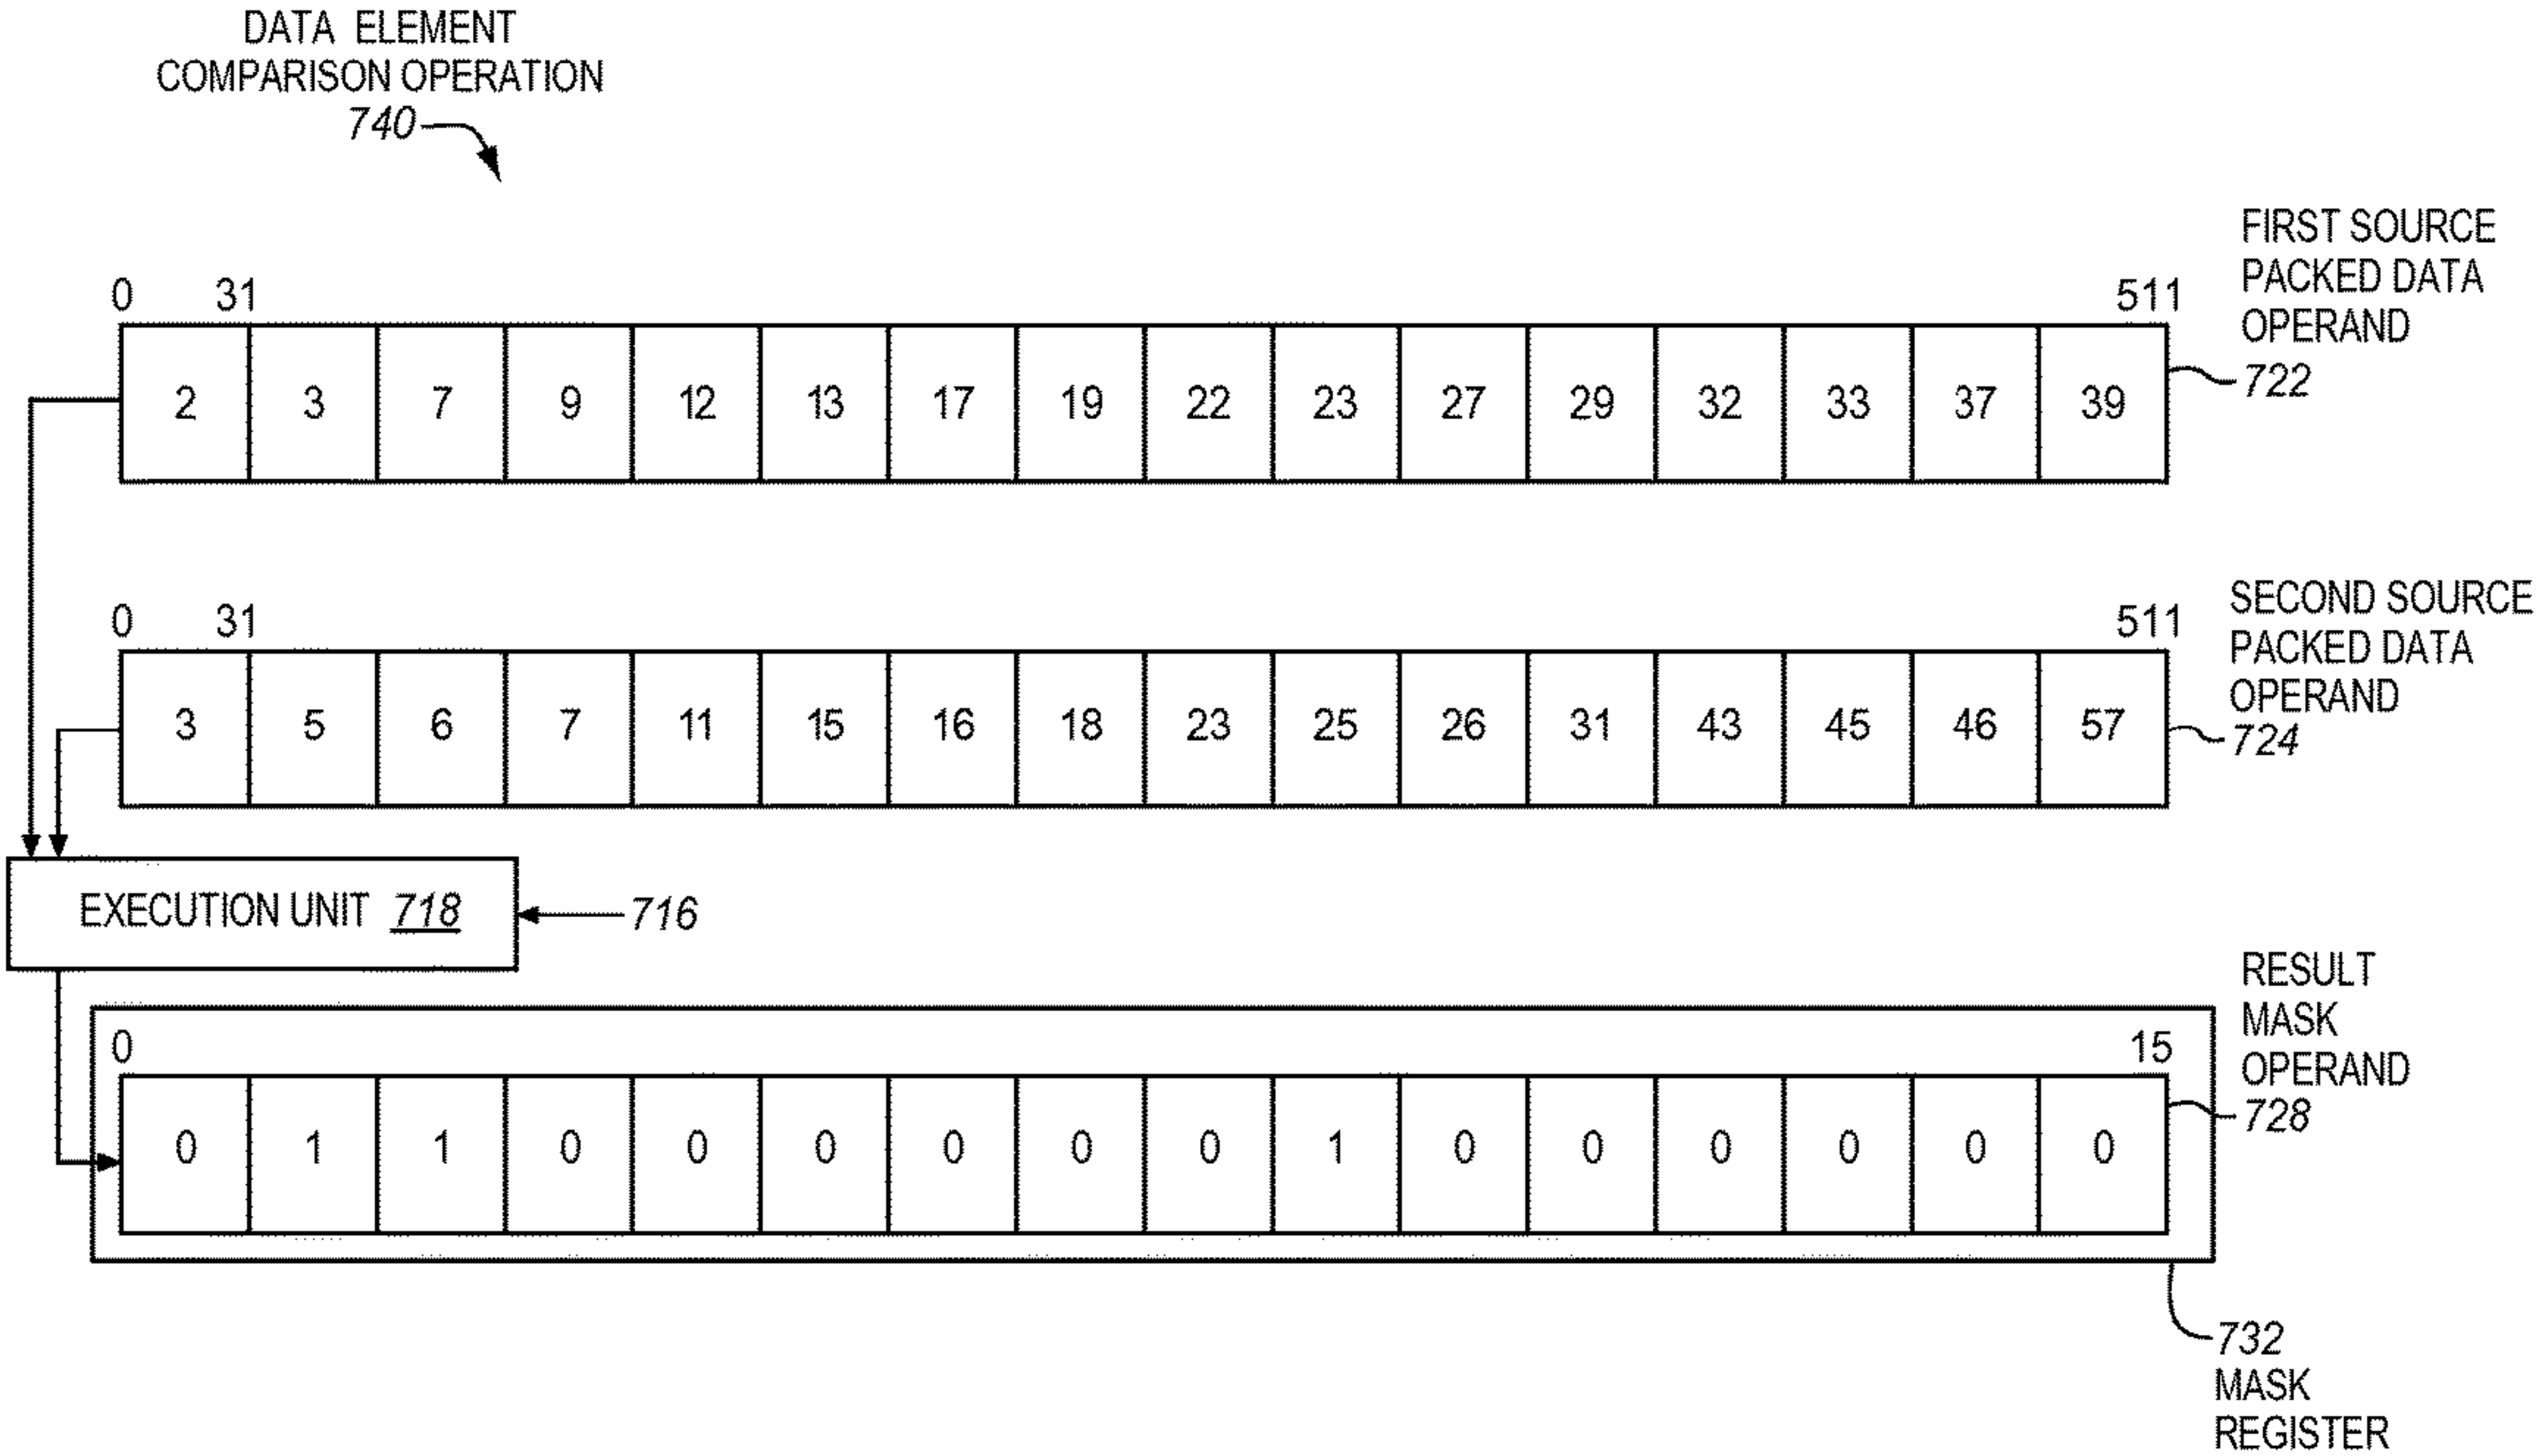 DATA ELEMENT
COMPARISON OPERATION
740
FIRST SOURCE
PACKED DATA
OPERAND
722
0 31 511
2 3 7 9 12 13 17 19 22 23 27 29 32 33 37 39
SECOND SOURCE
PACKED DATA
OPERAND
724
0 31 511
3 5 6 7 11 15 16 18 23 25 26 31 43 45 46 57
EXECUTION UNIT 718
716
RESULT
MASK
OPERAND
728
0 15
0 1 1 0 0 0 0 0 0 1 0 0 0 0 0 0
732
MASK
REGISTER